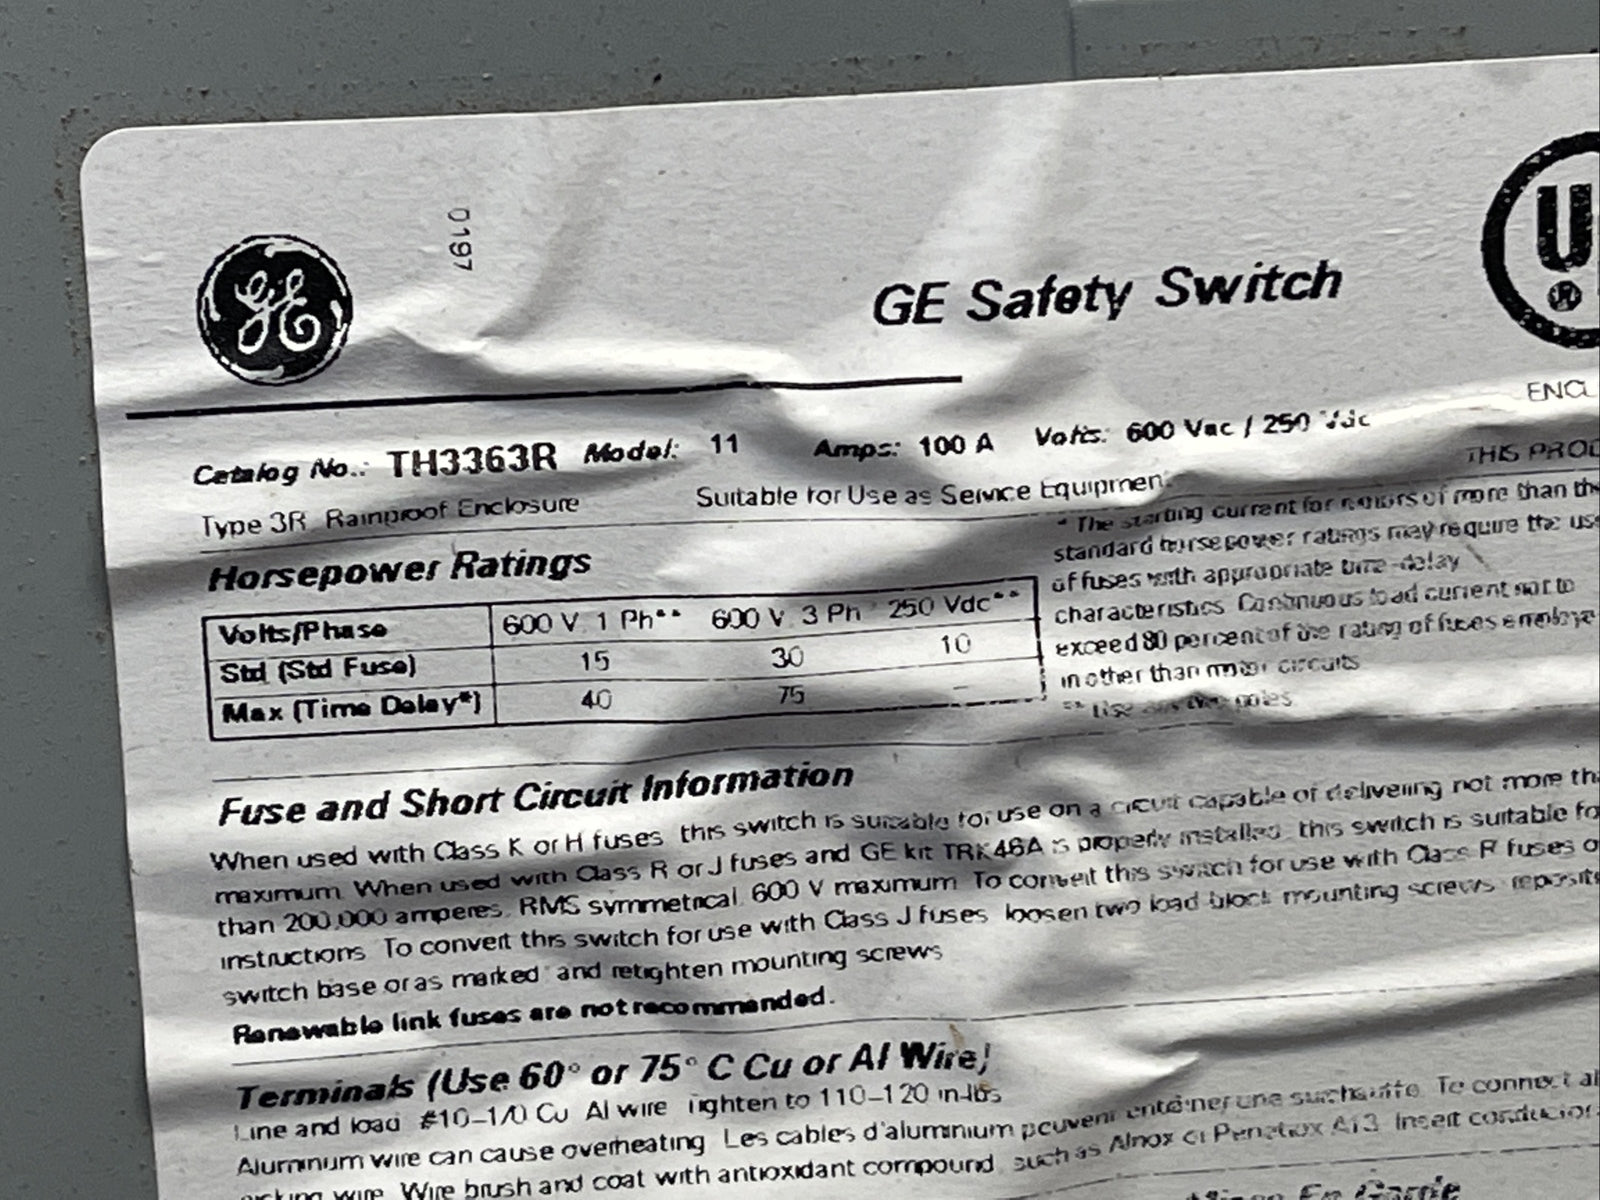 0197
GE
GE Safety Switch
U
®
ENCL
Catalog No.: TH3363R Model: 11 Amps: 100 A Volts: 600 Vac / 250 Vdc
THIS PROD
Type 3R Rainproof Enclosure Suitable for Use as Service Equipment
Horsepower Ratings
Volts/Phase 600 V 1 Ph** 600 V 3 Ph 250 Vdc**
Std (Std Fuse) 15 30 10
Max (Time Delay*) 40 75 –
* The starting current for motors of more than
standard horsepower ratings may require the use
of fuses with appropriate time-delay
characteristics. Continuous load current not to
exceed 80 percent of the rating of fuses employe
in other than motor circuits
** Use two poles
Fuse and Short Circuit Information
When used with Class K or H fuses this switch is suitable for use on a circuit capable of delivering not more tha
maximum. When used with Class R or J fuses and GE kit TRK46A is properly installed, this switch is suitable fo
than 200,000 amperes, RMS symmetrical, 600 V maximum. To convert this switch for use with Class R fuses
instructions. To convert this switch for use with Class J fuses, loosen two load block mounting screws, reposit
switch base or as marked and retighten mounting screws
Renewable link fuses are not recommended.
Terminals (Use 60° or 75° C Cu or Al Wire)
Line and load #10–1/0 Cu Al wire Tighten to 110–120 in-lbs
Aluminum wire can cause overheating Les cables d'aluminium peuvent entraîner une surchauffe. To connect al
wire. Wire brush and coat with antioxidant compound such as Alnox or Penetrox A13. Insert conductor
En Garde